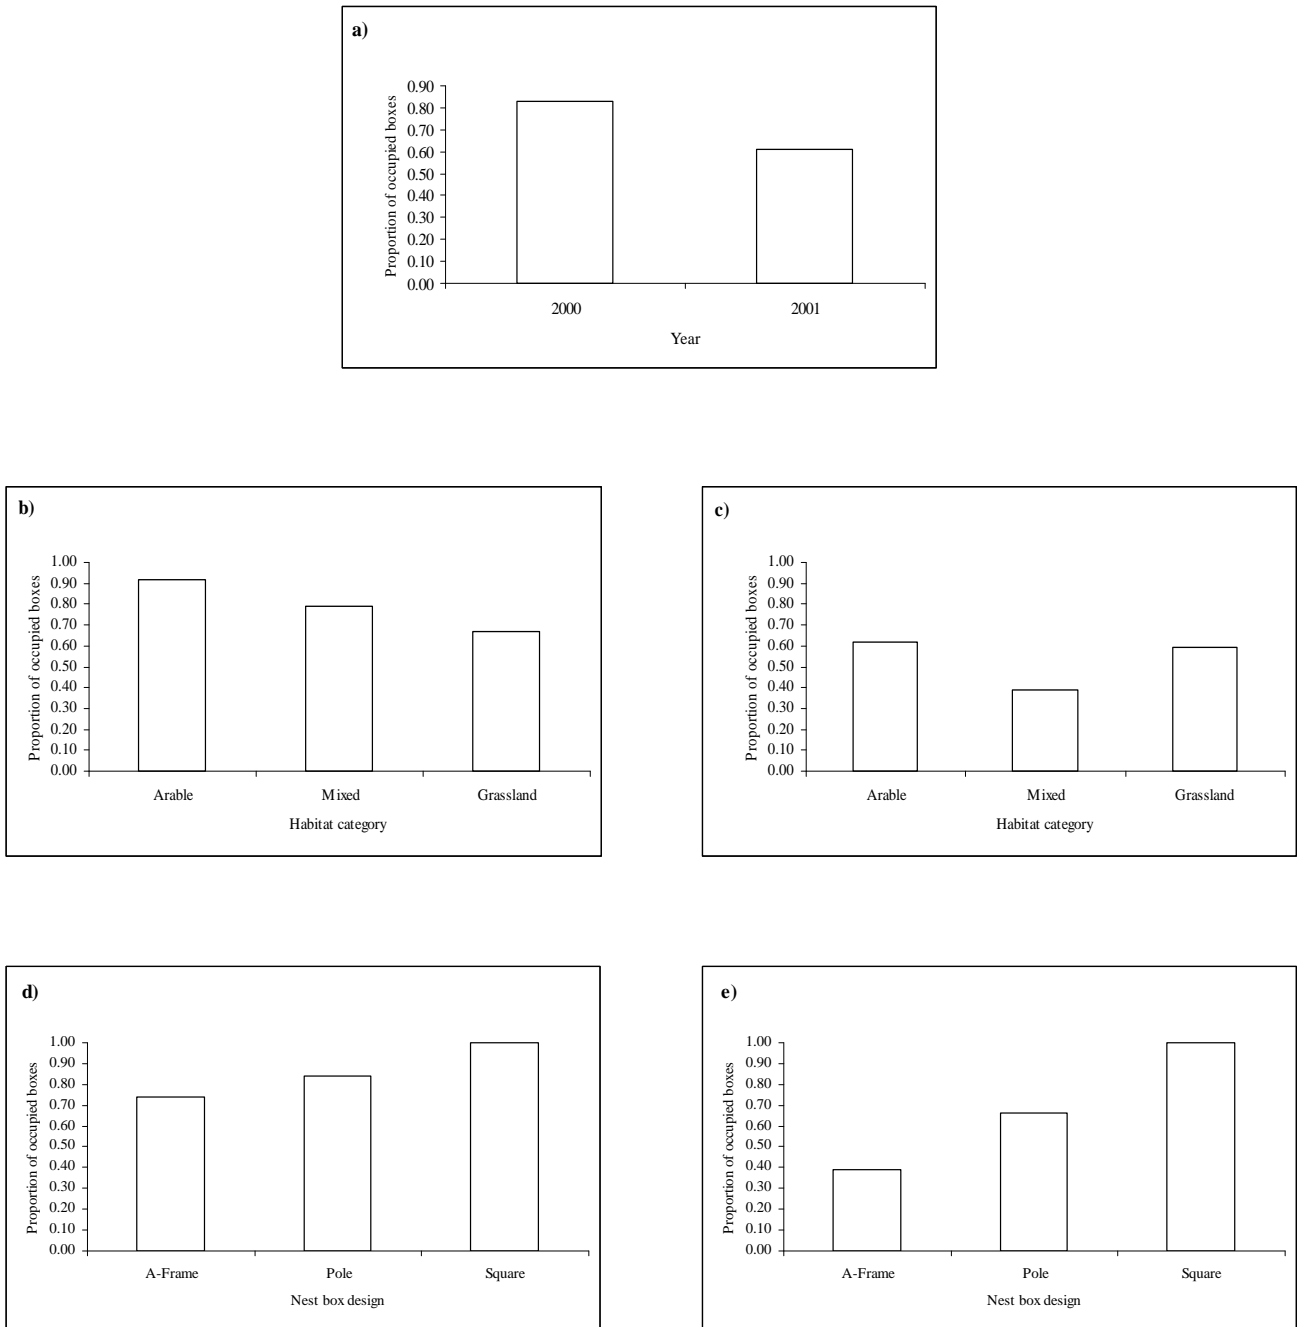 a)
Proportion of occupied boxes
0.90
0.80
0.70
0.60
0.50
0.40
0.30
0.20
0.10
0.00
2000 2001
Year
b)
Proportion of occupied boxes
1.00
0.90
0.80
0.70
0.60
0.50
0.40
0.30
0.20
0.10
0.00
Arable Mixed Grassland
Habitat category
c)
Proportion of occupied boxes
1.00
0.90
0.80
0.70
0.60
0.50
0.40
0.30
0.20
0.10
0.00
Arable Mixed Grassland
Habitat category
d)
Proportion of occupied boxes
1.00
0.90
0.80
0.70
0.60
0.50
0.40
0.30
0.20
0.10
0.00
A-Frame Pole Square
Nest box design
e)
Proportion of occupied boxes
1.00
0.90
0.80
0.70
0.60
0.50
0.40
0.30
0.20
0.10
0.00
A-Frame Pole Square
Nest box design